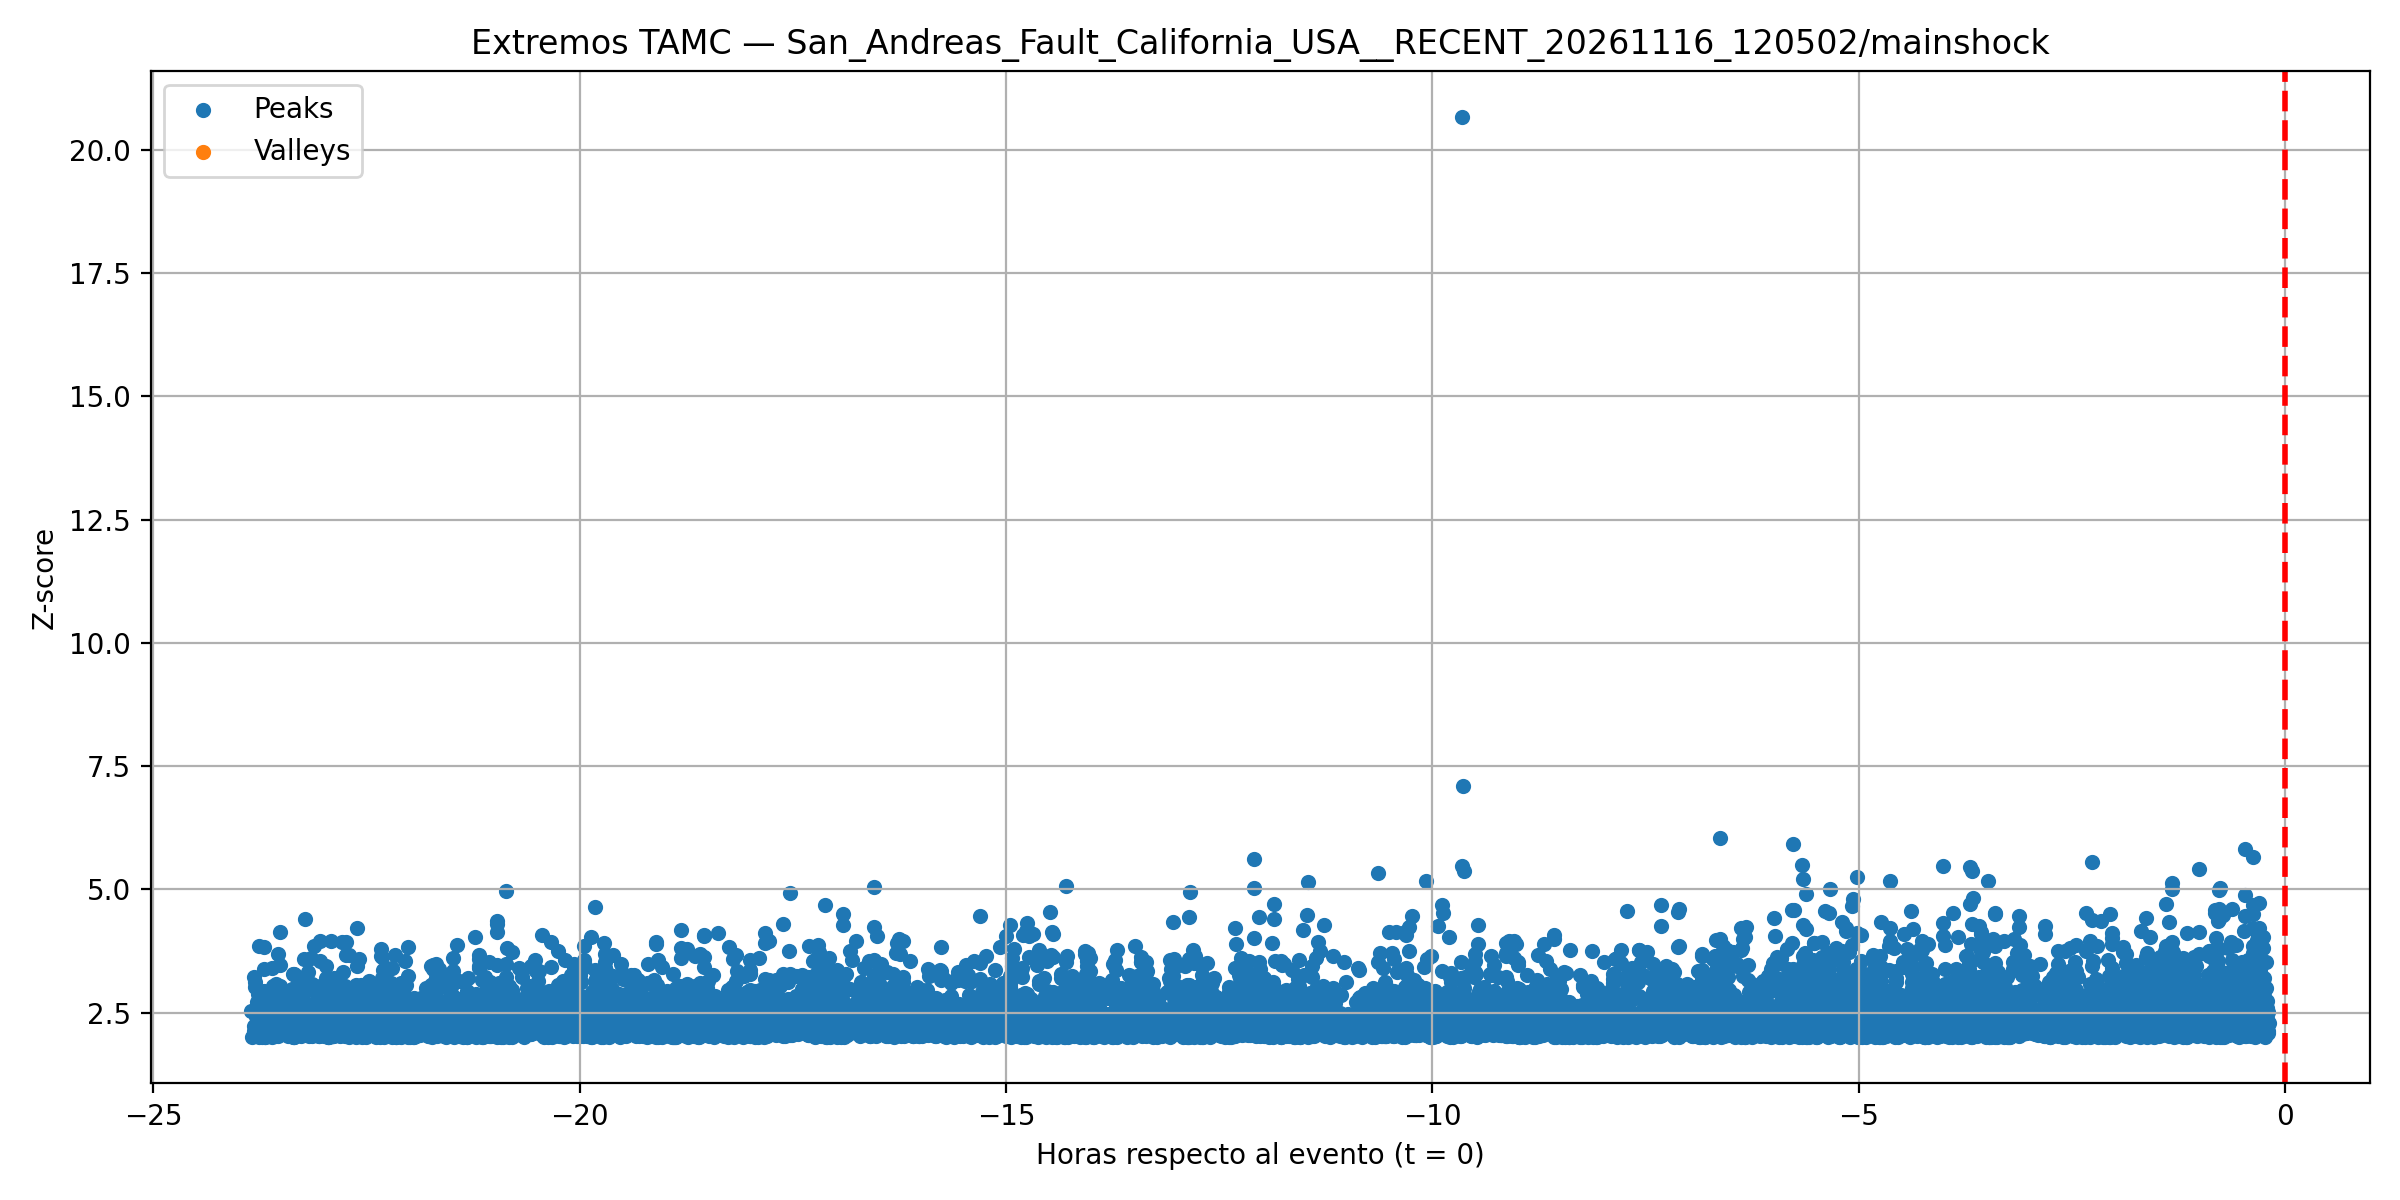 Extremos TAMC — San_Andreas_Fault_California_USA__RECENT_20261116_120502/mainshock
Peaks
Valleys
20.0
17.5
15.0
12.5
10.0
7.5
5.0
2.5
Z-score
−25
−20
−15
−10
−5
0
Horas respecto al evento (t = 0)